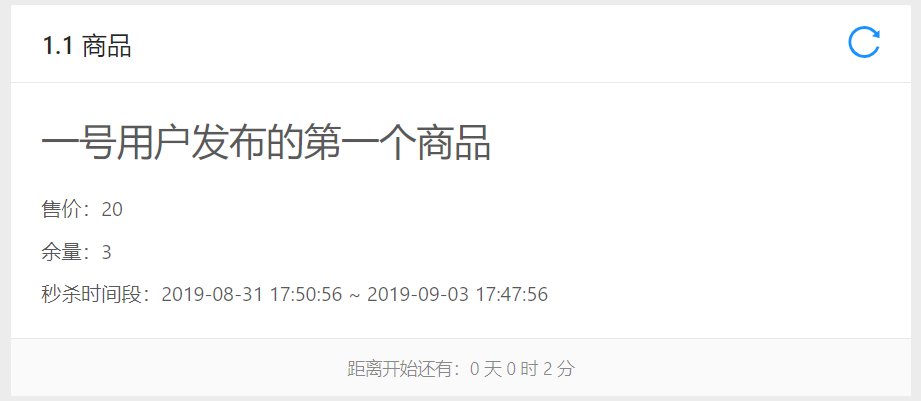 1.1 商品
一号用户发布的第一个商品
售价：20
余量：3
秒杀时间段：2019-08-31 17:50:56 ~ 2019-09-03 17:47:56
距离开始还有：0 天 0 时 2 分